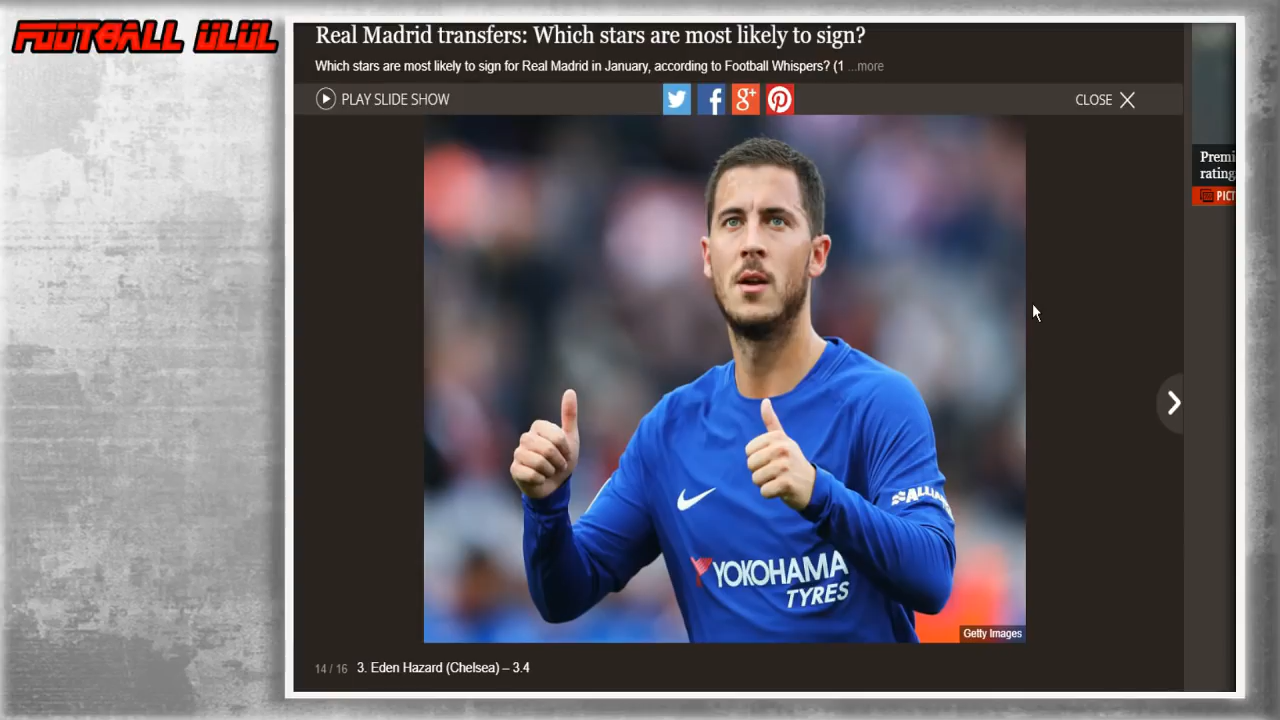 FOOTBALL ÜLÜL
Real Madrid transfers: Which stars are most likely to sign?
Which stars are most likely to sign for Real Madrid in January, according to Football Whispers? (1 ...more
PLAY SLIDE SHOW
CLOSE
Premi
rating
PICT
YOKOHAMA
TYRES
Getty Images
14 / 16 3. Eden Hazard (Chelsea) – 3.4